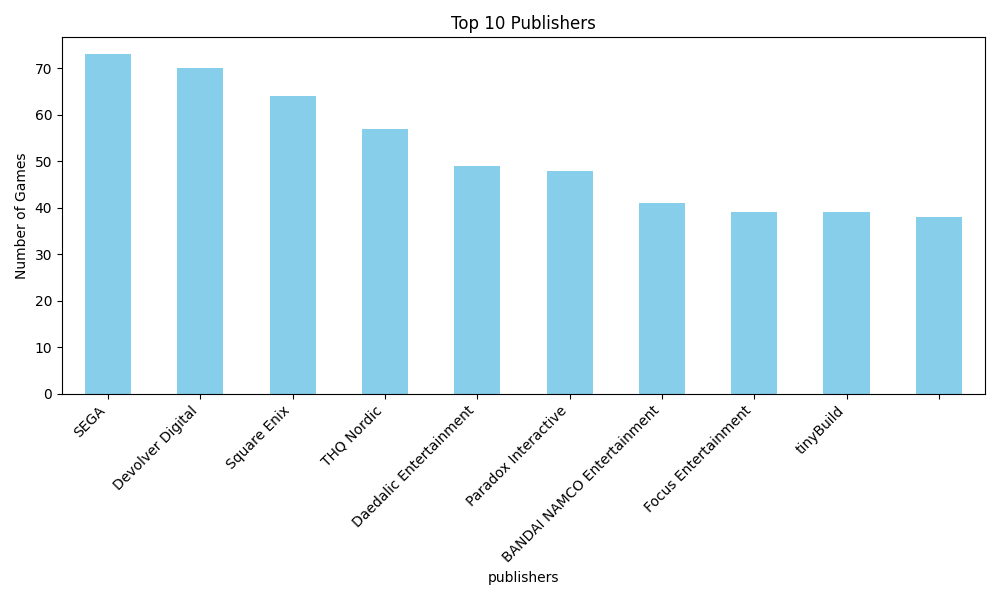 Top 10 Publishers
Number of Games
70
60
50
40
30
20
10
0
SEGA
Devolver Digital
Square Enix
THQ Nordic
Daedalic Entertainment
Paradox Interactive
BANDAI NAMCO Entertainment
Focus Entertainment
tinyBuild
publishers